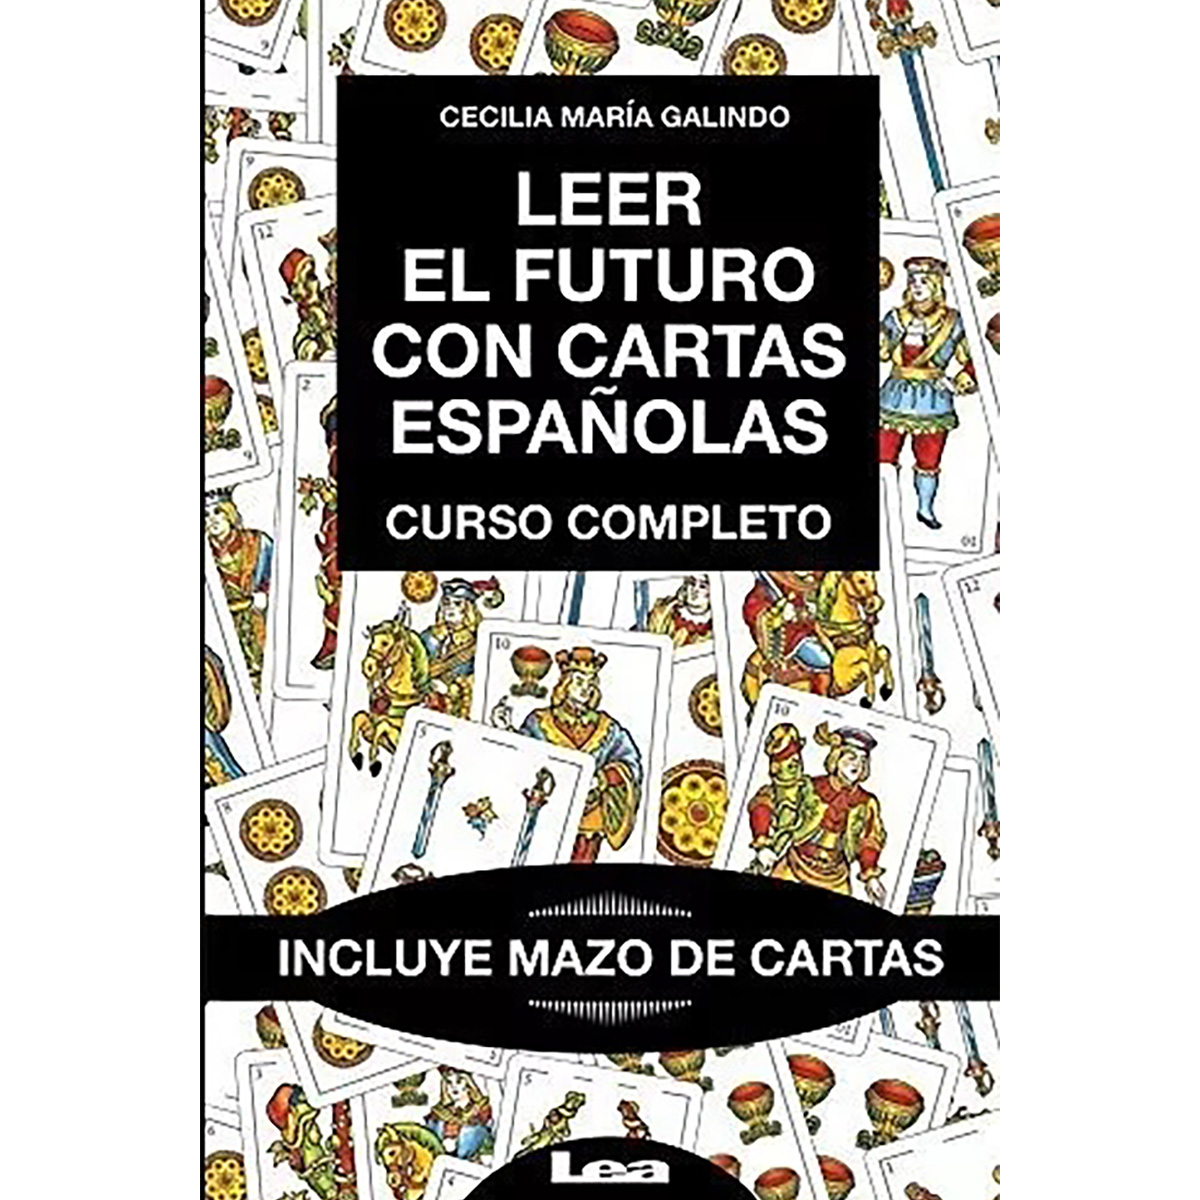 CECILIA MARÍA GALINDO
LEER
EL FUTURO
CON CARTAS
ESPAÑOLAS
CURSO COMPLETO
INCLUYE MAZO DE CARTAS
Lea